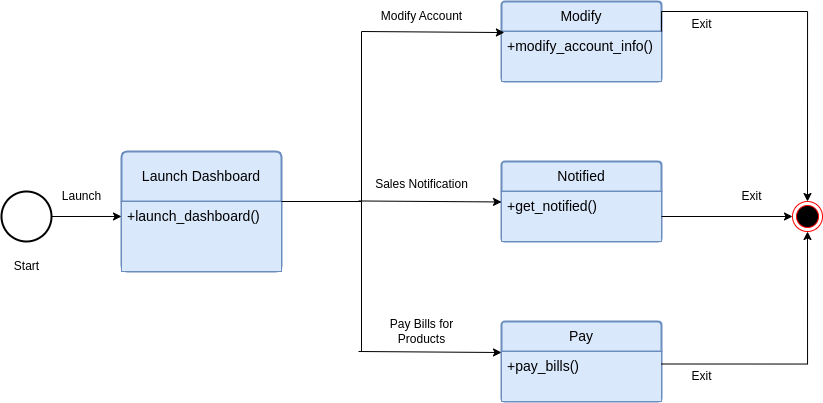 Modify Account
Modify
Exit
+modify_account_info()
Launch
Launch Dashboard
+launch_dashboard()
Start
Sales Notification
Notified
+get_notified()
Exit
Pay Bills for
Products
Pay
+pay_bills()
Exit